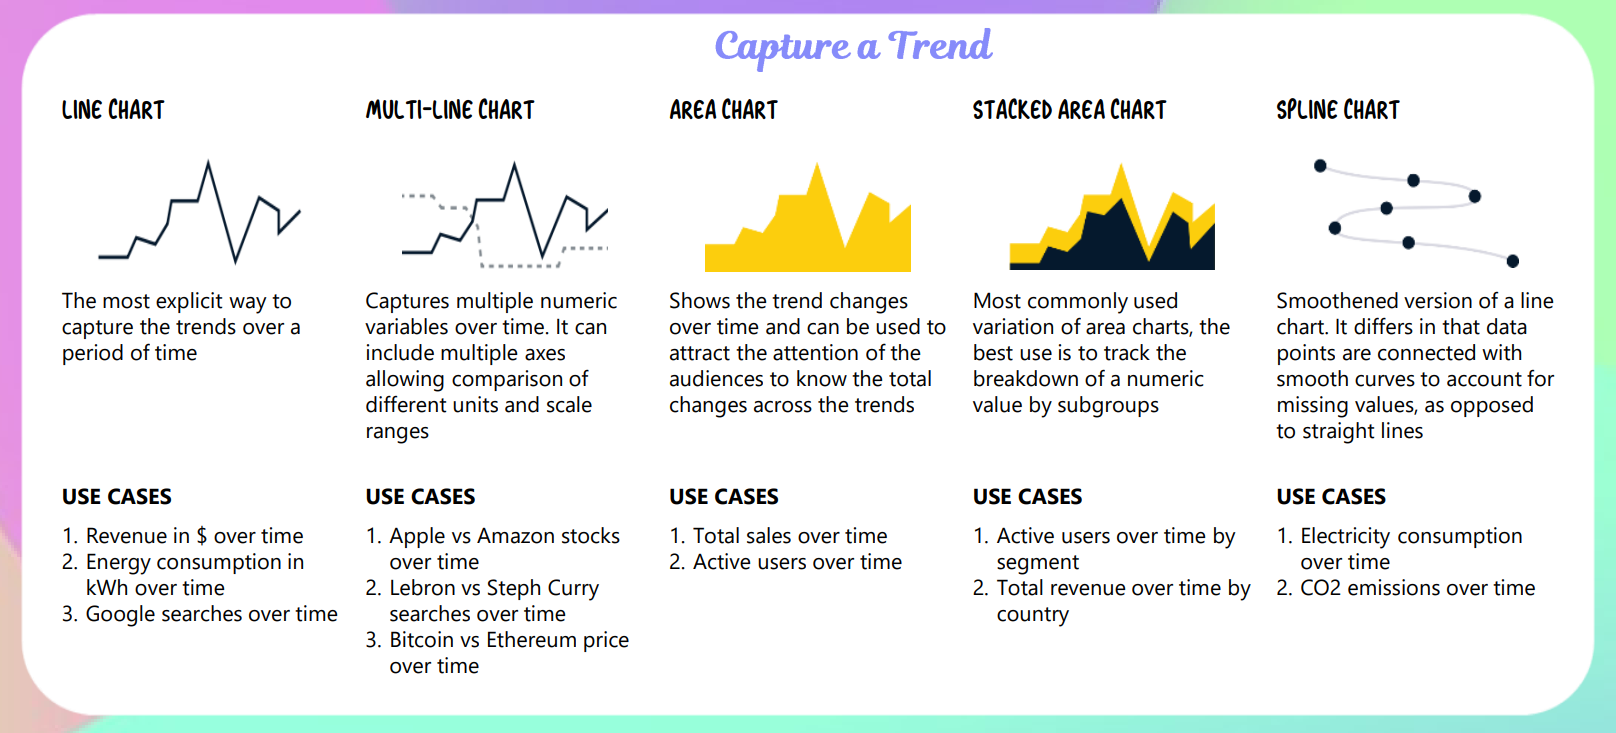 Capture a Trend
LINE CHART
The most explicit way to
capture the trends over a
period of time
USE CASES
1. Revenue in $ over time
2. Energy consumption in
kWh over time
3. Google searches over time
MULTI-LINE CHART
Captures multiple numeric
variables over time. It can
include multiple axes
allowing comparison of
different units and scale
ranges
USE CASES
1. Apple vs Amazon stocks
over time
2. Lebron vs Steph Curry
searches over time
3. Bitcoin vs Ethereum price
over time
AREA CHART
Shows the trend changes
over time and can be used to
attract the attention of the
audiences to know the total
changes across the trends
USE CASES
1. Total sales over time
2. Active users over time
STACKED AREA CHART
Most commonly used
variation of area charts, the
best use is to track the
breakdown of a numeric
value by subgroups
USE CASES
1. Active users over time by
segment
2. Total revenue over time by
country
SPLINE CHART
Smoothened version of a line
chart. It differs in that data
points are connected with
smooth curves to account for
missing values, as opposed
to straight lines
USE CASES
1. Electricity consumption
over time
2. CO2 emissions over time